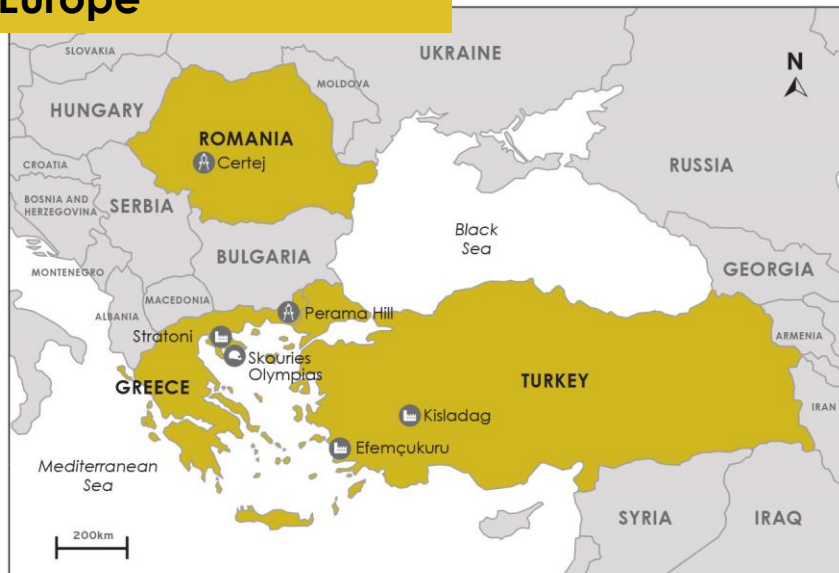 Europe
SLOVAKIA
UKRAINE
N
MOLDOVA
HUNGARY
ROMANIA
Certej
CROATIA
RUSSIA
BOSNIA AND
HERZEGOVINA
SERBIA
Black
Sea
BULGARIA
MONTENEGRO
GEORGIA
MACEDONIA
ALBANIA
Perama Hill
Stratoni
ARMENIA
Skouries
Olympias
GREECE
TURKEY
IRAN
Kisladag
Efemçukuru
Mediterranean
Sea
SYRIA
IRAQ
200km